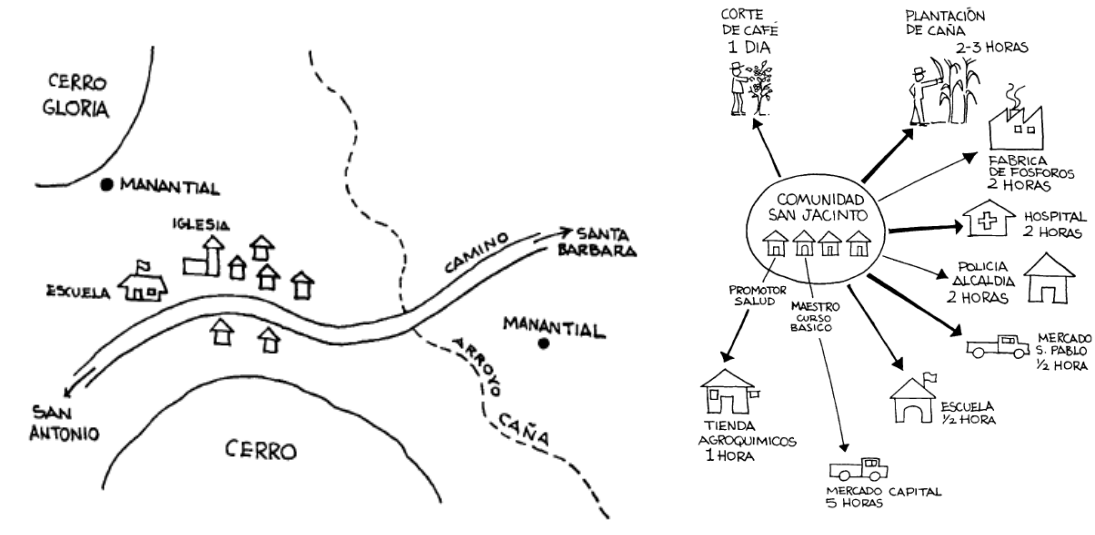 CERRO
GLORIA
MANANTIAL
IGLESIA
ESCUELA
CAMINO
SANTA
BARBARA
MANANTIAL
ARROYO
CAÑA
SAN
ANTONIO
CERRO
CORTE
DE CAFÉ
1 DIA
PLANTACIÓN
DE CAÑA
2-3 HORAS
FABRICA
DE FOSFOROS
2 HORAS
COMUNIDAD
SAN JACINTO
HOSPITAL
2 HORAS
POLICIA
ALCALDIA
2 HORAS
PROMOTOR
SALUD
MAESTRO
CURSO
BASICO
MERCADO
S. PABLO
1/2 HORA
ESCUELA
1/2 HORA
TIENDA
AGROQUIMICOS
1 HORA
MERCADO CAPITAL
5 HORAS